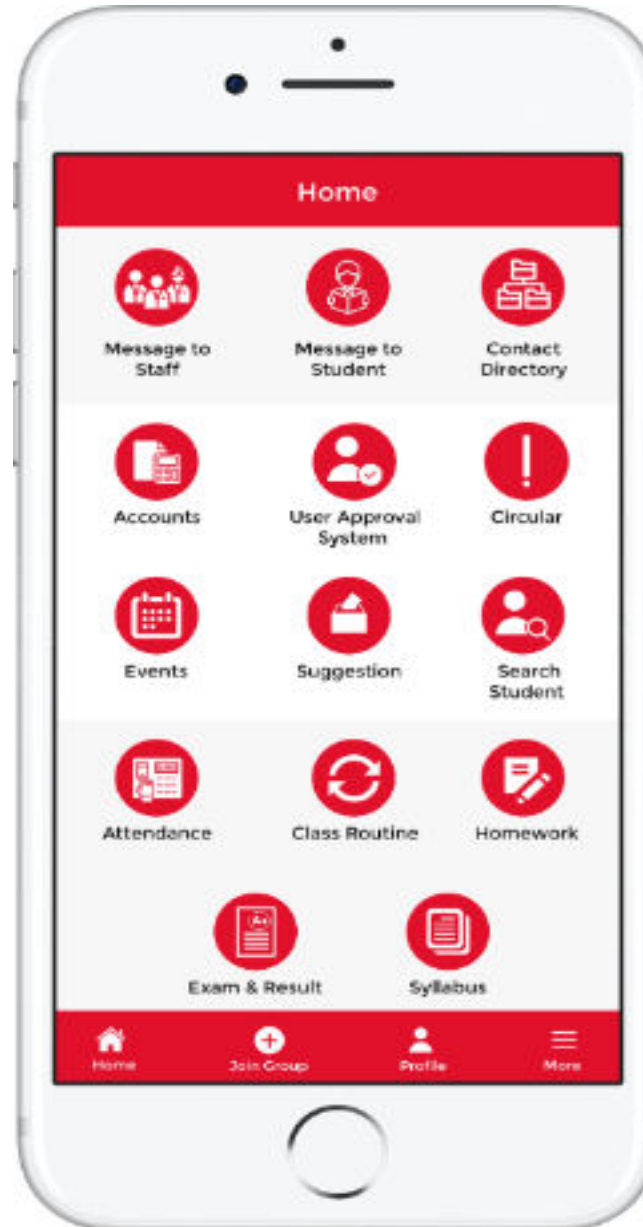 Home
Message to
Staff
Message to
Student
Contact
Directory
Accounts
User Approval
System
Circular
Events
Suggestion
Search
Student
Attendance
Class Routine
Homework
A+
Exam & Result
Syllabus
Home
Join Group
Profile
More